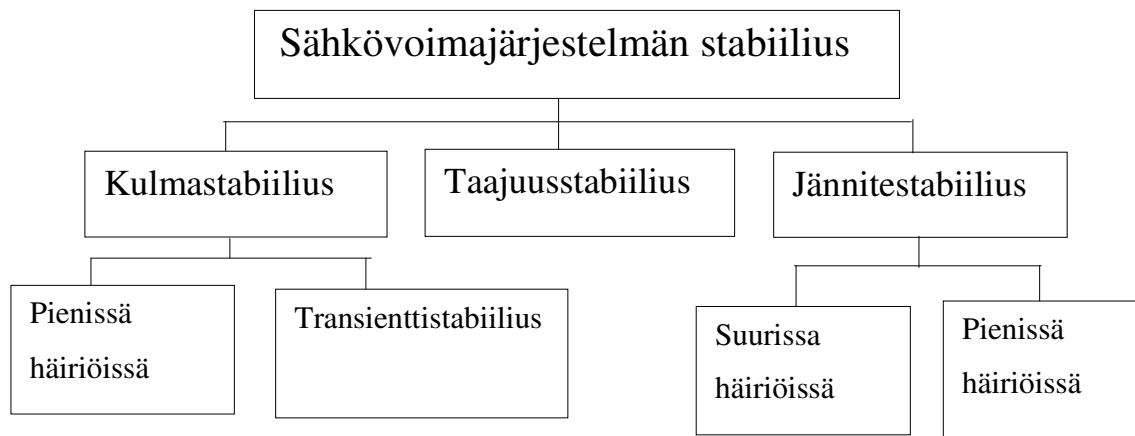 Sähkövoimajärjestelmän stabiilius
Kulmastabiilius
Taajuusstabiilius
Jännitestabiilius
Pienissä
häiriöissä
Transienttistabiilius
Suurissa
häiriöissä
Pienissä
häiriöissä